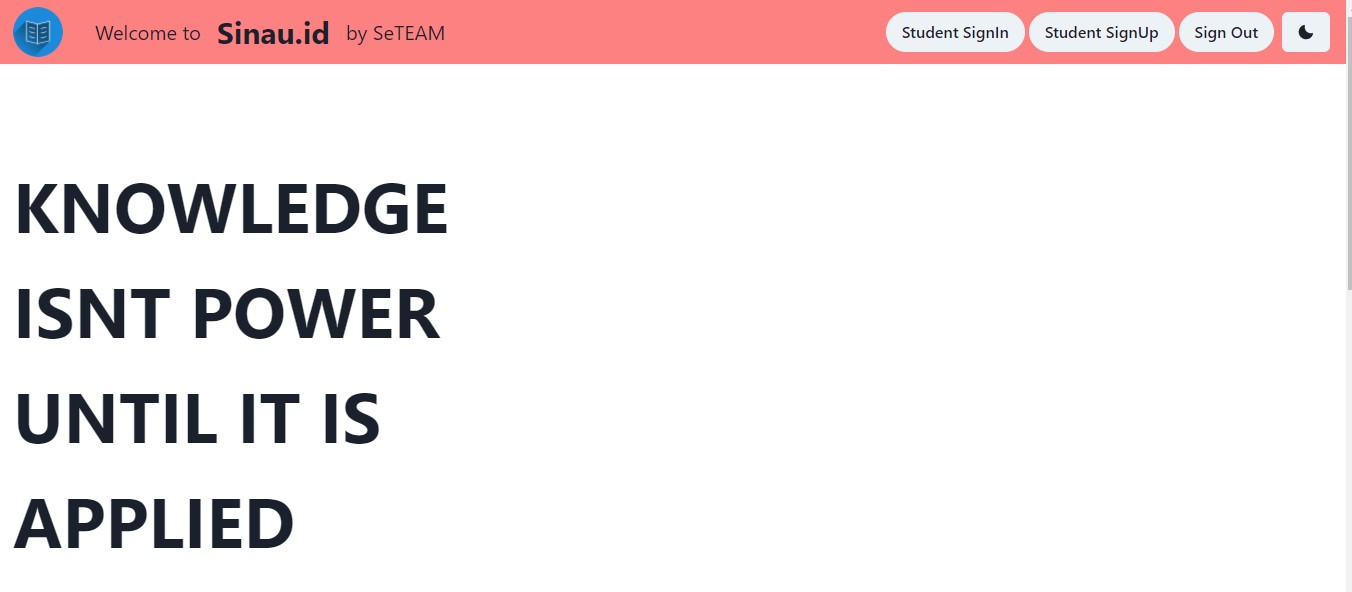 Welcome to Sinau.id by SeTEAM
Student SignIn
Student SignUp
Sign Out
KNOWLEDGE
ISNT POWER
UNTIL IT IS
APPLIED